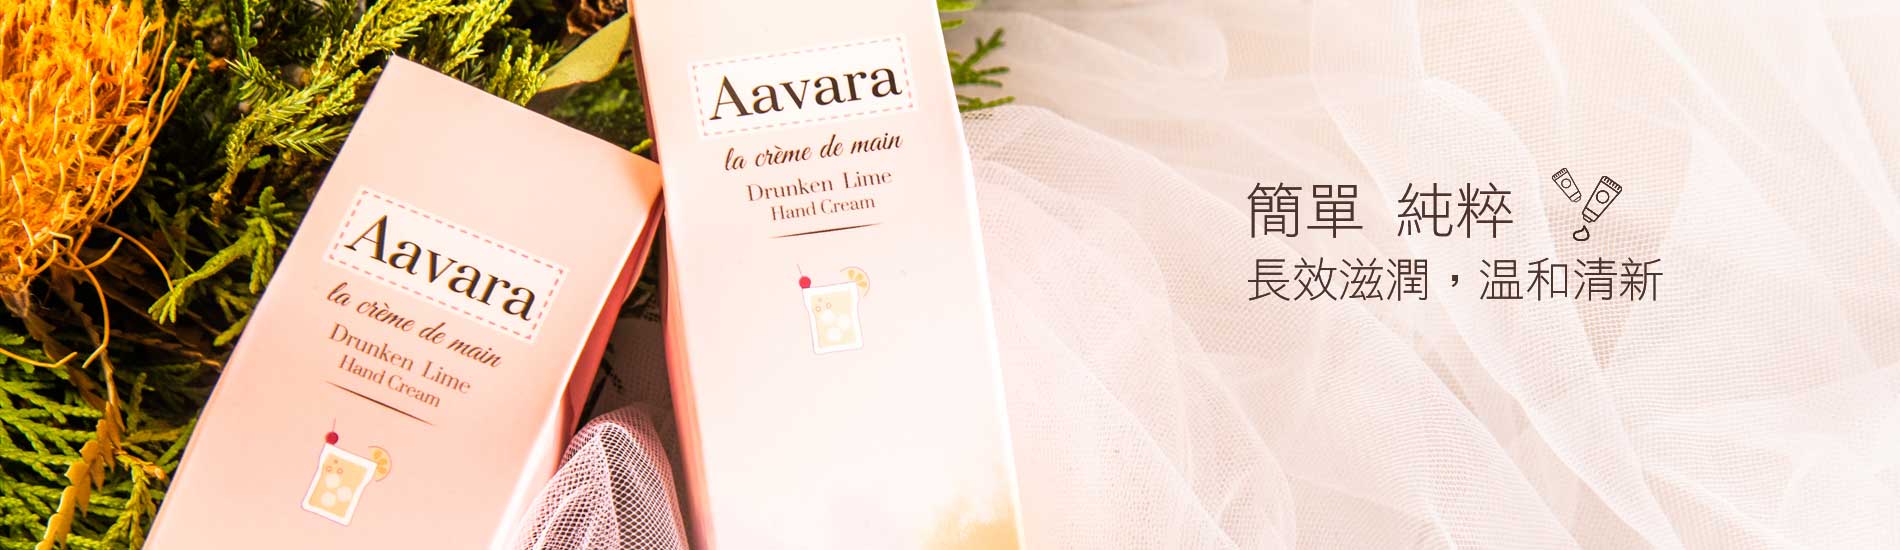 Aavara
la crème de main
Drunken Lime
Hand Cream
Aavara
la crème de main
Drunken Lime
Hand Cream
簡單 純粹
長效滋潤，温和清新